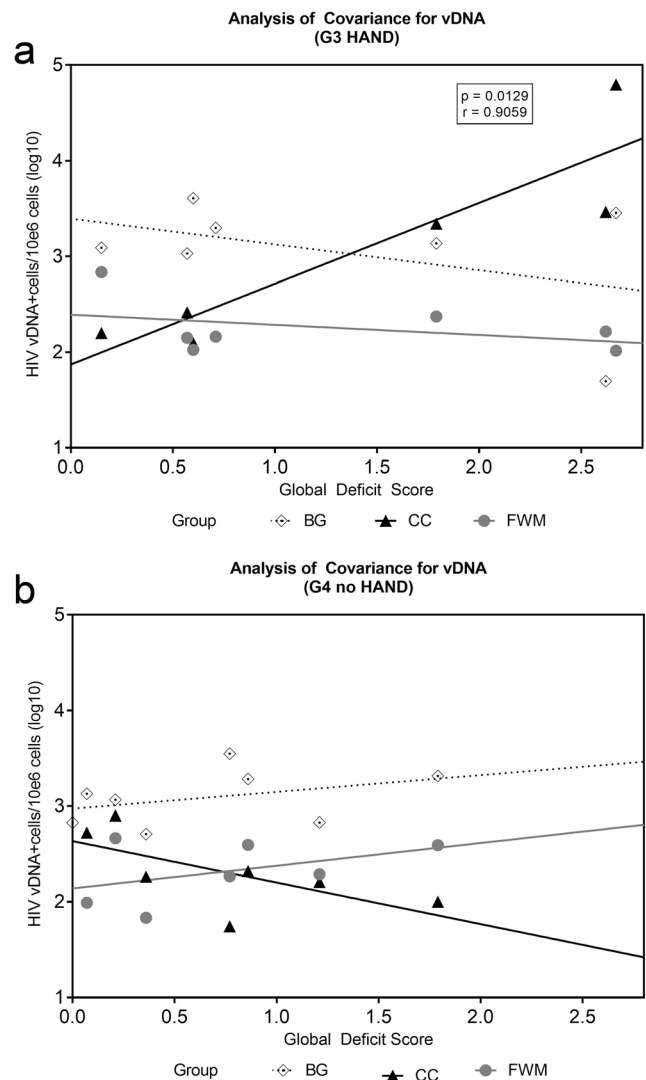 Analysis of Covariance for vDNA
(G3 HAND)
a
5
4
3
2
1
HIV vDNA+cells/10e6 cells (log10)
p = 0.0129
r = 0.9059
0.0 0.5 1.0 1.5 2.0 2.5
Global Deficit Score
Group BG CC FWM
Analysis of Covariance for vDNA
(G4 no HAND)
b
5
4
3
2
1
HIV vDNA+cells/10e6 cells (log10)
0.0 0.5 1.0 1.5 2.0 2.5
Global Deficit Score
Group BG CC FWM